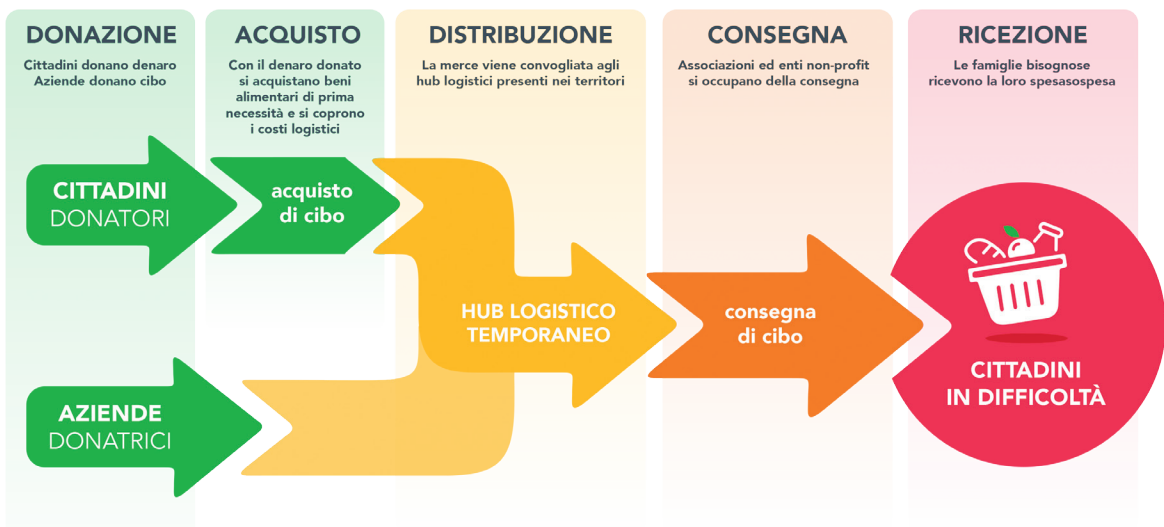 DONAZIONE
Cittadini donano denaro
Aziende donano cibo
ACQUISTO
Con il denaro donato
si acquistano beni
alimentari di prima
necessità e si coprono
i costi logistici
DISTRIBUZIONE
La merce viene convogliata agli
hub logistici presenti nei territori
CONSEGNA
Associazioni ed enti non-profit
si occupano della consegna
RICEZIONE
Le famiglie bisognose
ricevono la loro spesasospesa
CITTADINI
DONATORI
acquisto
di cibo
HUB LOGISTICO
TEMPORANEO
consegna
di cibo
CITTADINI
IN DIFFICOLTÀ
AZIENDE
DONATRICI